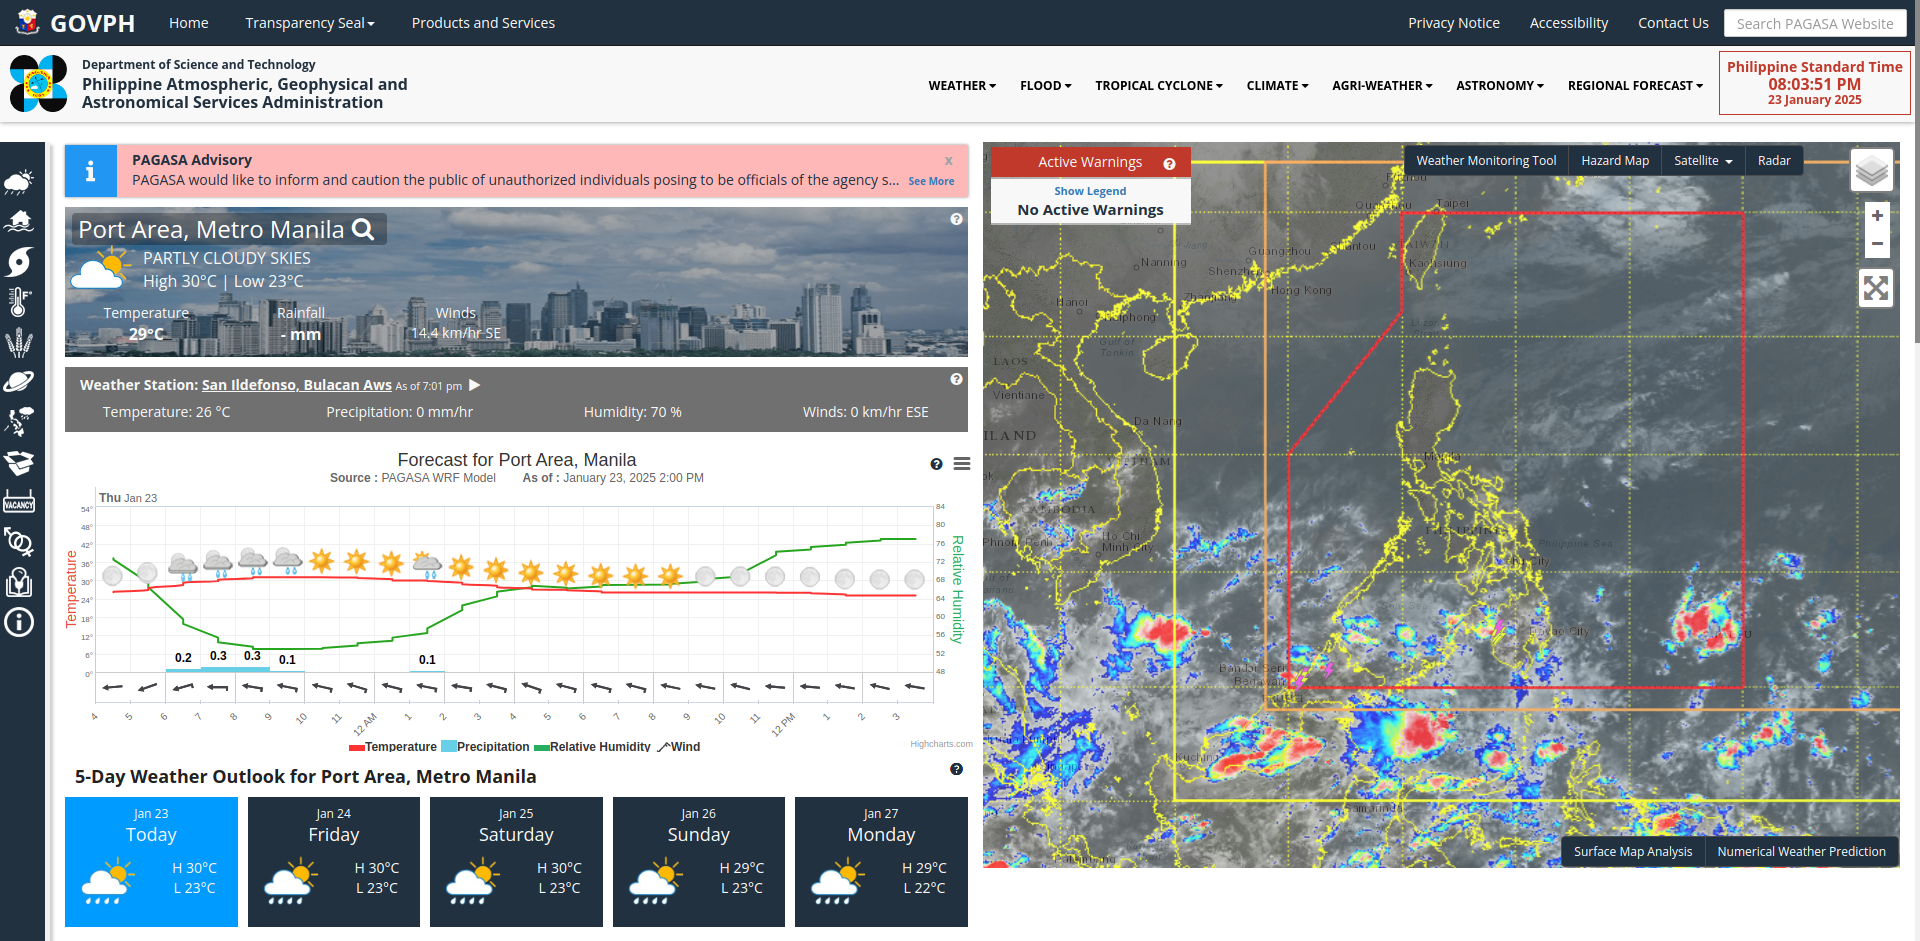 GOVPH
Home
Transparency Seal
Products and Services
Privacy Notice
Accessibility
Contact Us
Search PAGASA Website
Department of Science and Technology
Philippine Atmospheric, Geophysical and
Astronomical Services Administration
WEATHER
FLOOD
TROPICAL CYCLONE
CLIMATE
AGRI-WEATHER
ASTRONOMY
REGIONAL FORECAST
Philippine Standard Time
08:03:51 PM
23 January 2025
VACANCY
PAGASA Advisory
x
PAGASA would like to inform and caution the public of unauthorized individuals posing to be officials of the agency s... See More
Port Area, Metro Manila
PARTLY CLOUDY SKIES
High 30°C | Low 23°C
Temperature
29°C
Rainfall
- mm
Winds
14.4 km/hr SE
Weather Station: San Ildefonso, Bulacan Aws As of 7:01 pm
Temperature: 26 °C
Precipitation: 0 mm/hr
Humidity: 70 %
Winds: 0 km/hr ESE
Forecast for Port Area, Manila
Source : PAGASA WRF Model As of : January 23, 2025 2:00 PM
Thu Jan 23
Temperature
54°
48°
42°
36°
30°
24°
18°
12°
6°
0°
0.2
0.3
0.3
0.1
0.1
84
80
76
72
68
64
60
56
52
48
Relative Humidity
4
5
6
7
8
9
10
11
12 AM
1
2
3
4
5
6
7
8
9
10
11
12 PM
1
2
3
Temperature
Precipitation
Relative Humidity
Wind
Highcharts.com
5-Day Weather Outlook for Port Area, Metro Manila
Jan 23
Today
H 30°C
L 23°C
Jan 24
Friday
H 30°C
L 23°C
Jan 25
Saturday
H 30°C
L 23°C
Jan 26
Sunday
H 29°C
L 23°C
Jan 27
Monday
H 29°C
L 22°C
Active Warnings
Show Legend
No Active Warnings
Weather Monitoring Tool
Hazard Map
Satellite
Radar
+
−
Taipei
Guangzhou
TAIWAN
Kaohsiung
Nanning
Shenzhen
Hong Kong
Hanoi
Gulf of
Tonkin
LAOS
Vientiane
Da Nang
VIETNAM
CAMBODIA
Ho Chi
Minh City
Manila
Philippine Sea
Davao City
Bandar Seri
Begawan
Kuching
Surface Map Analysis
Numerical Weather Prediction